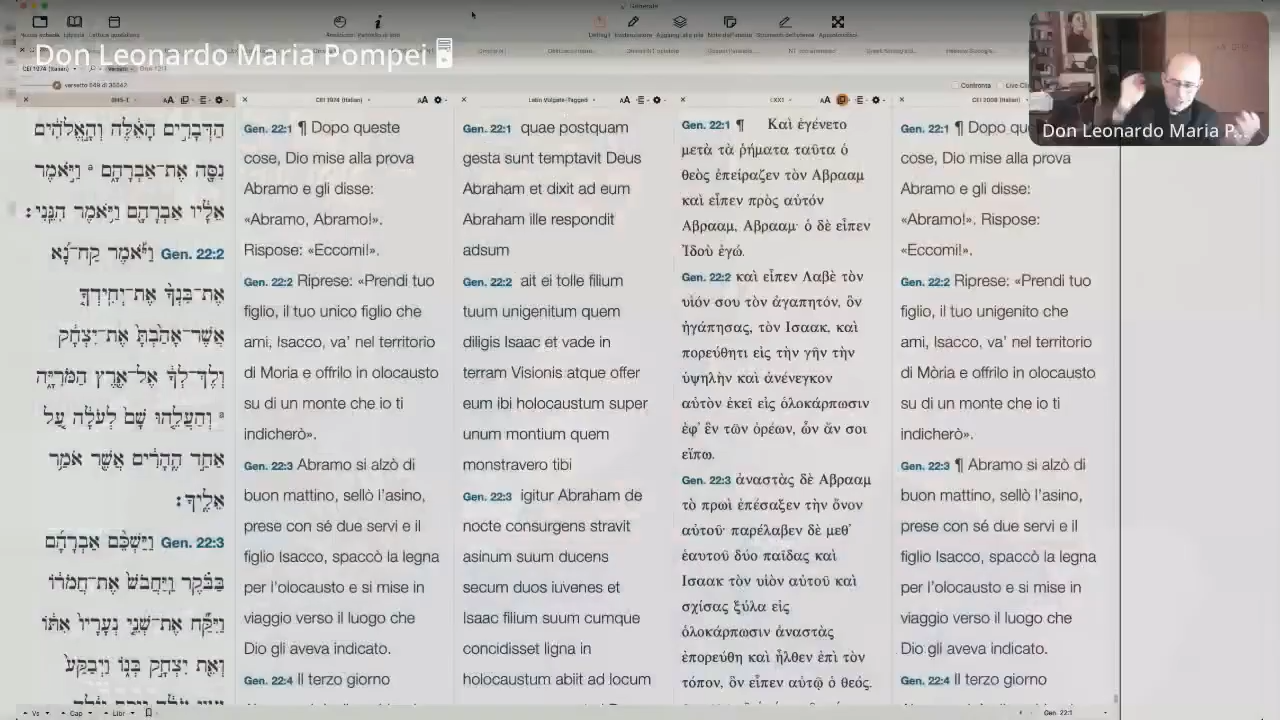 Generale
Don Leonardo Maria Pompei
versetto 549 di 35542
Confronta
CEI 1974 (Italian)
Latin Vulgate (Tagged)
LXX1
CEI 2008 (Italian)
Don Leonardo Maria P...
הַדְּבָרִ֣ים הָאֵ֔לֶּה וְהָ֣אֱלֹהִ֔ים
נִסָּ֖ה אֶת־אַבְרָהָ֑ם a וַיֹּ֣אמֶר
אֵלָ֔יו אַבְרָהָ֖ם וַיֹּ֥אמֶר הִנֵּֽנִי׃
Gen. 22:2 וַיֹּ֡אמֶר קַח־נָ֠א
אֶת־בִּנְךָ֨ אֶת־יְחִֽידְךָ֤
אֲשֶׁר־אָהַ֙בְתָּ֙ אֶת־יִצְחָ֔ק
וְלֶךְ־לְךָ֔ אֶל־אֶ֖רֶץ הַמֹּרִיָּ֑ה
a וְהַעֲלֵ֤הוּ שָׁם֙ לְעֹלָ֔ה עַ֚ל
אַחַ֣ד הֶֽהָרִ֔ים אֲשֶׁ֖ר אֹמַ֥ר
אֵלֶֽיךָ׃
Gen. 22:3 וַיַּשְׁכֵּ֨ם אַבְרָהָ֜ם
בַּבֹּ֗קֶר וַֽיַּחֲבֹשׁ֙ אֶת־חֲמֹר֔וֹ
וַיִּקַּ֞ח אֶת־שְׁנֵ֤י נְעָרָיו֙ אִתּ֔וֹ
וְאֵ֖ת יִצְחָ֣ק בְּנ֑וֹ וַיְבַקַּע֙
Gen. 22:1 ¶ Dopo queste
cose, Dio mise alla prova
Abramo e gli disse:
«Abramo, Abramo!».
Rispose: «Eccomi!».
Gen. 22:2 Riprese: «Prendi tuo
figlio, il tuo unico figlio che
ami, Isacco, va’ nel territorio
di Moria e offrilo in olocausto
su di un monte che io ti
indicherò».
Gen. 22:3 Abramo si alzò di
buon mattino, sellò l’asino,
prese con sé due servi e il
figlio Isacco, spaccò la legna
per l’olocausto e si mise in
viaggio verso il luogo che
Dio gli aveva indicato.
Gen. 22:4 Il terzo giorno
Gen. 22:1 quae postquam
gesta sunt temptavit Deus
Abraham et dixit ad eum
Abraham ille respondit
adsum
Gen. 22:2 ait ei tolle filium
tuum unigenitum quem
diligis Isaac et vade in
terram Visionis atque offer
eum ibi holocaustum super
unum montium quem
monstravero tibi
Gen. 22:3 igitur Abraham de
nocte consurgens stravit
asinum suum ducens
secum duos iuvenes et
Isaac filium suum cumque
concidisset ligna in
holocaustum abiit ad locum
Gen. 22:1 ¶ Καὶ ἐγένετο
μετὰ τὰ ῥήματα ταῦτα ὁ
θεὸς ἐπείραζεν τὸν Αβρααμ
καὶ εἶπεν πρὸς αὐτόν
Αβρααμ, Αβρααμ· ὁ δὲ εἶπεν
Ἰδοὺ ἐγώ.
Gen. 22:2 καὶ εἶπεν Λαβὲ τὸν
υἱόν σου τὸν ἀγαπητόν, ὃν
ἠγάπησας, τὸν Ισαακ, καὶ
πορεύθητι εἰς τὴν γῆν τὴν
ὑψηλὴν καὶ ἀνένεγκον
αὐτὸν ἐκεῖ εἰς ὁλοκάρπωσιν
ἐφ᾿ ἓν τῶν ὀρέων, ὧν ἄν σοι
εἴπω.
Gen. 22:3 ἀναστὰς δὲ Αβρααμ
τὸ πρωὶ ἐπέσαξεν τὴν ὄνον
αὐτοῦ· παρέλαβεν δὲ μεθ᾿
ἑαυτοῦ δύο παῖδας καὶ
Ισαακ τὸν υἱὸν αὐτοῦ καὶ
σχίσας ξύλα εἰς
ὁλοκάρπωσιν ἀναστὰς
ἐπορεύθη καὶ ἦλθεν ἐπὶ τὸν
τόπον, ὃν εἶπεν αὐτῷ ὁ θεός.
Gen. 22:1 ¶ Dopo
cose, Dio mise alla prova
Abramo e gli disse:
«Abramo!». Rispose:
«Eccomi!».
Gen. 22:2 Riprese: «Prendi tuo
figlio, il tuo unigenito che
ami, Isacco, va’ nel territorio
di Mòria e offrilo in olocausto
su di un monte che io ti
indicherò».
Gen. 22:3 ¶ Abramo si alzò di
buon mattino, sellò l’asino,
prese con sé due servi e il
figlio Isacco, spaccò la legna
per l’olocausto e si mise in
viaggio verso il luogo che
Dio gli aveva indicato.
Gen. 22:4 Il terzo giorno
Vs
Cap
Libr
Gen. 22:1